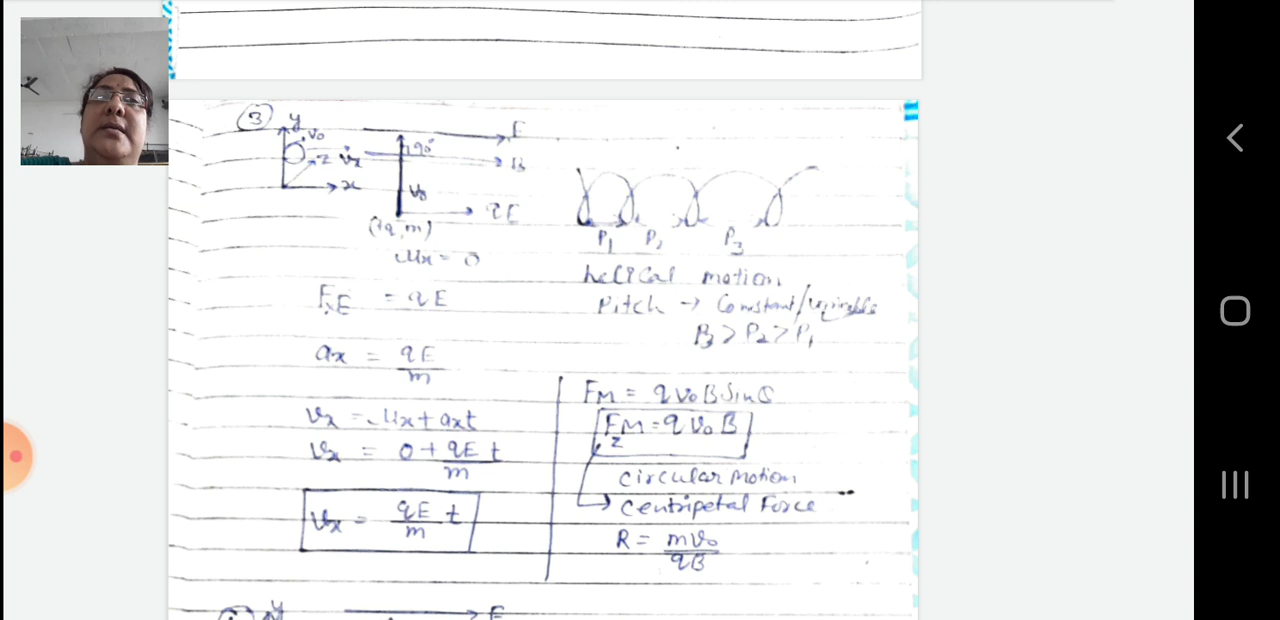 ③ y
v₀
z
x
E
90°
B
v₀
qE
(+q, m)
Ux = 0
P₁ P₂ P₃
helical motion
Pitch → Constant/variable
P₃ > P₂ > P₁
FₓE = qE
ax = qE/m
vx = Ux + axt
vx = 0 + qE/m t
vx = qE/m t
FM = qv₀B Sinθ
FM = qv₀B
z
circular motion
→ Centripetal Force
R = mv₀/qB
y E